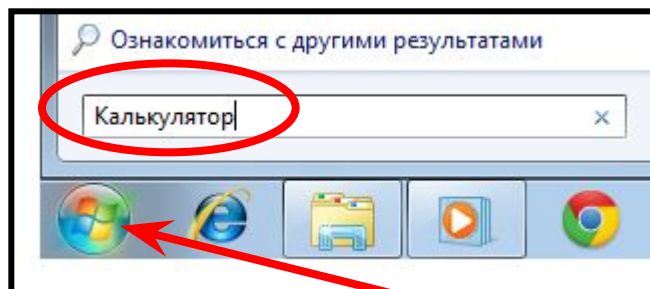 Ознакомиться с другими результатами
Калькулятор